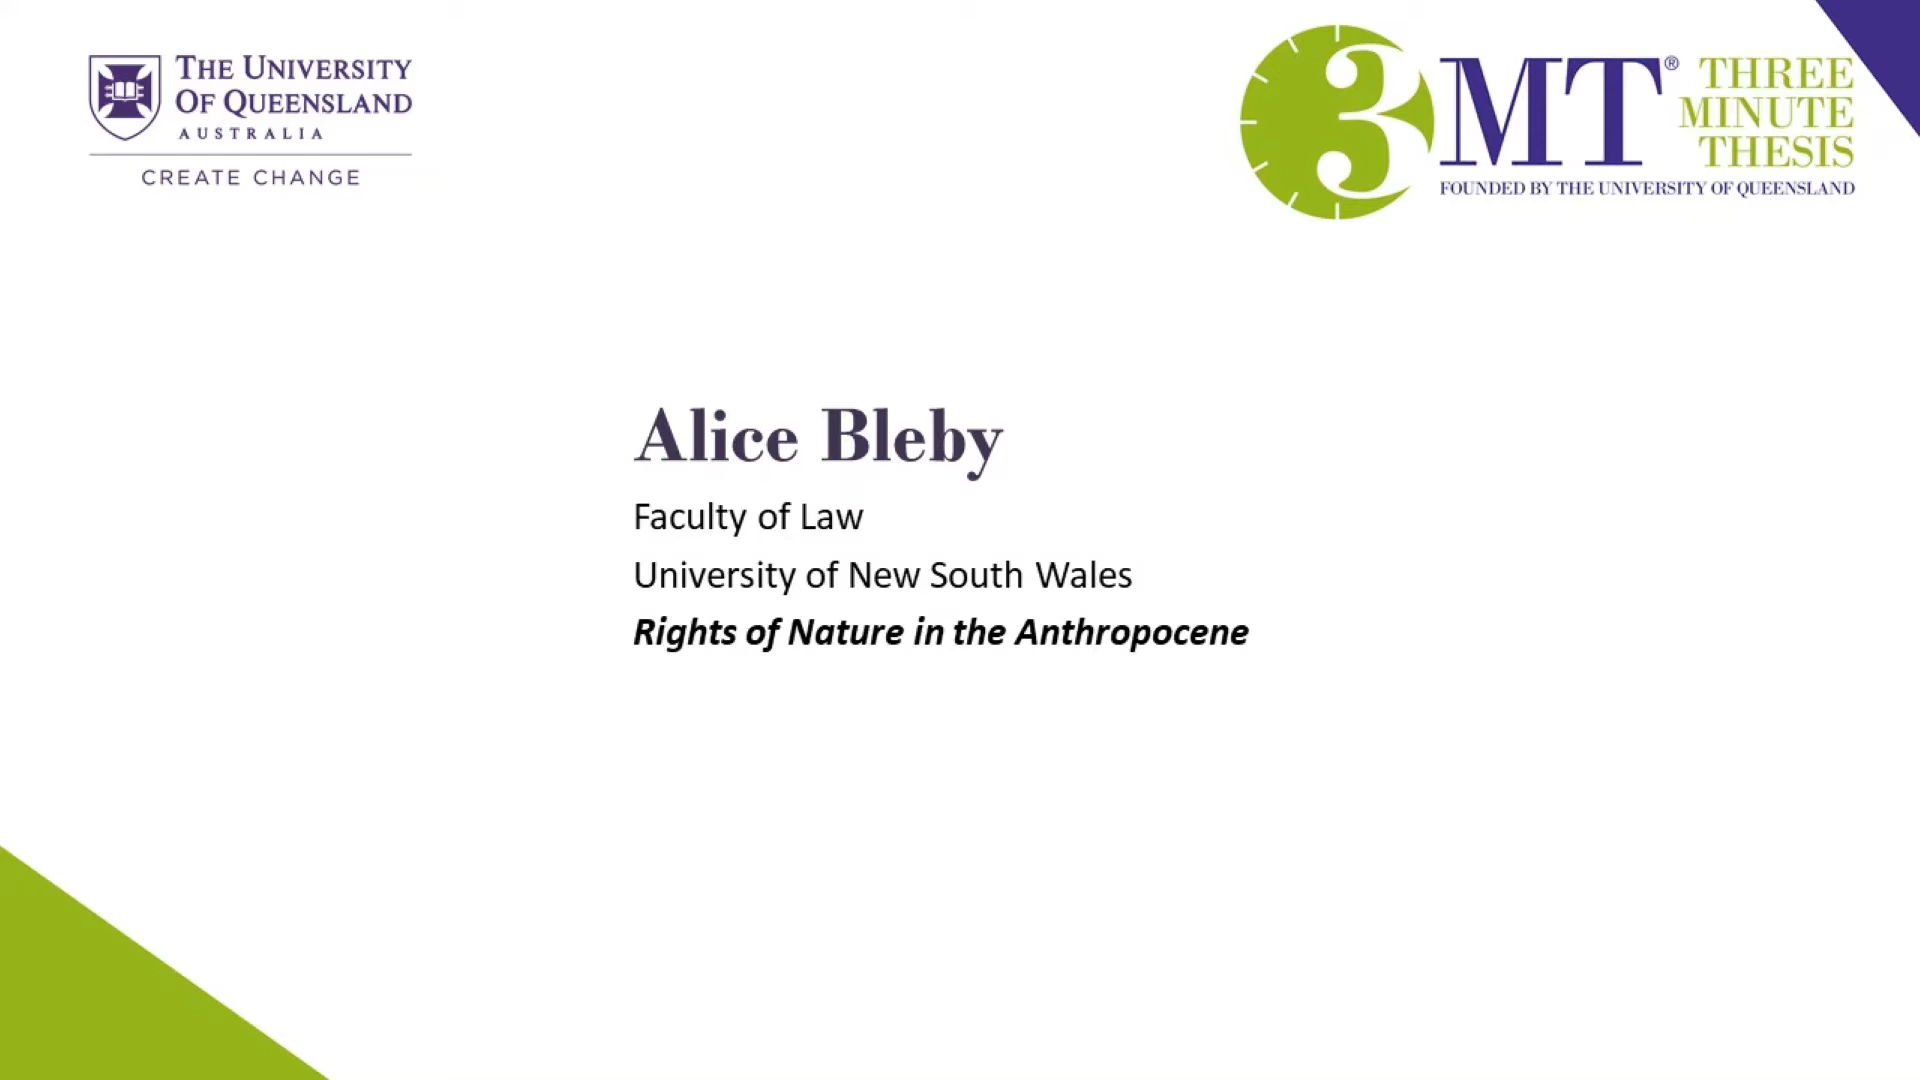 THE UNIVERSITY
OF QUEENSLAND
AUSTRALIA
CREATE CHANGE
3MT® THREE
MINUTE
THESIS
FOUNDED BY THE UNIVERSITY OF QUEENSLAND
Alice Bleby
Faculty of Law
University of New South Wales
Rights of Nature in the Anthropocene